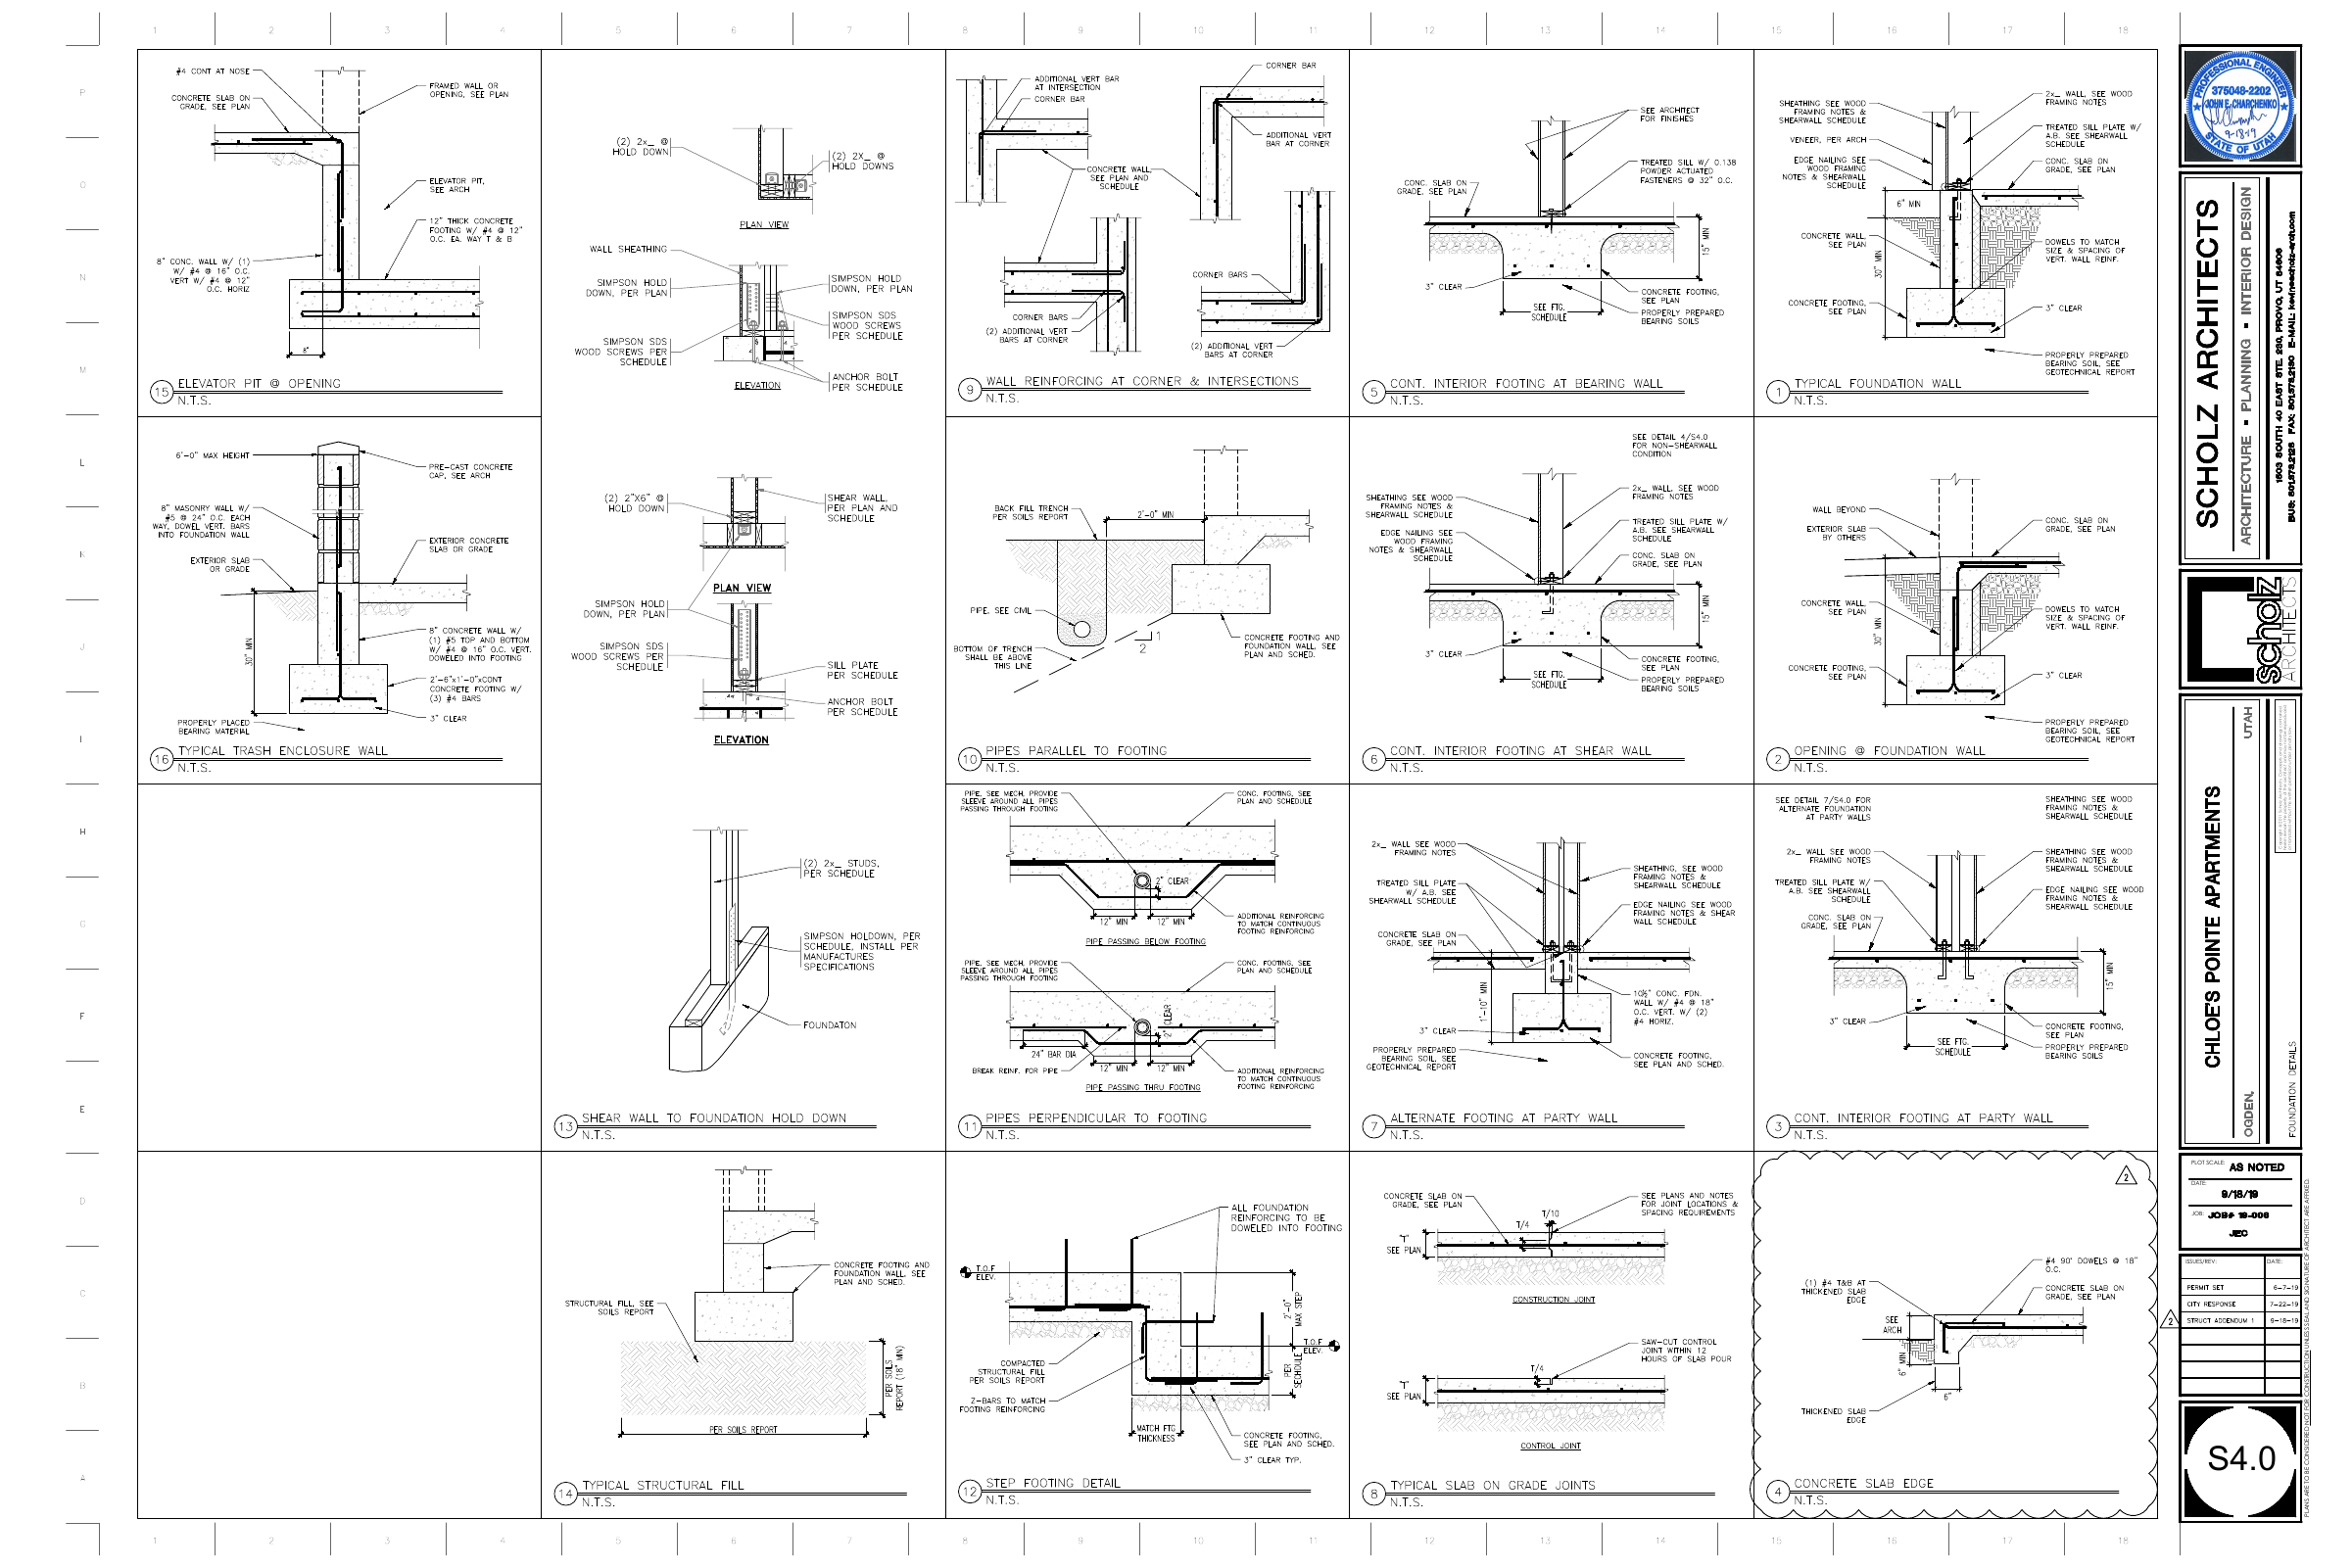 1 2 3 4 5 6 7 8 9 10 11 12 13 14 15 16 17 18
P
O
N
M
L
K
J
I
H
G
F
E
D
C
B
A
#4 CONT AT NOSE
CONCRETE SLAB ON
GRADE, SEE PLAN
FRAMED WALL OR
OPENING, SEE PLAN
ELEVATOR PIT,
SEE ARCH
12" THICK CONCRETE
FOOTING W/ #4 @ 12"
O.C. EA. WAY T & B
8" CONC. WALL W/ (1)
W/ #4 @ 16" O.C.
VERT W/ #4 @ 12"
O.C. HORIZ
8"
15 ELEVATOR PIT @ OPENING
N.T.S.
6'-0" MAX HEIGHT
PRE-CAST CONCRETE
CAP, SEE ARCH
8" MASONRY WALL W/
#5 @ 24" O.C. EACH
WAY, DOWEL VERT. BARS
INTO FOUNDATION WALL
EXTERIOR CONCRETE
SLAB OR GRADE
EXTERIOR SLAB
OR GRADE
30" MIN
8" CONCRETE WALL W/
(1) #5 TOP AND BOTTOM
W/ #4 @ 16" O.C. VERT.
DOWELED INTO FOOTING
2'-6"x1'-0"xCONT
CONCRETE FOOTING W/
(3) #4 BARS
3" CLEAR
PROPERLY PLACED
BEARING MATERIAL
16 TYPICAL TRASH ENCLOSURE WALL
N.T.S.
(2) 2x_ @
HOLD DOWN
(2) 2X_ @
HOLD DOWNS
PLAN VIEW
WALL SHEATHING
SIMPSON HOLD
DOWN, PER PLAN
SIMPSON HOLD
DOWN, PER PLAN
SIMPSON SDS
WOOD SCREWS
PER SCHEDULE
SIMPSON SDS
WOOD SCREWS PER
SCHEDULE
ANCHOR BOLT
PER SCHEDULE
ELEVATION
(2) 2"X6" @
HOLD DOWN
SHEAR WALL,
PER PLAN AND
SCHEDULE
PLAN VIEW
SIMPSON HOLD
DOWN, PER PLAN
SIMPSON SDS
WOOD SCREWS PER
SCHEDULE
SILL PLATE
PER SCHEDULE
ANCHOR BOLT
PER SCHEDULE
ELEVATION
(2) 2x_ STUDS,
PER SCHEDULE
SIMPSON HOLDOWN, PER
SCHEDULE, INSTALL PER
MANUFACTURES
SPECIFICATIONS
FOUNDATON
13 SHEAR WALL TO FOUNDATION HOLD DOWN
N.T.S.
CONCRETE FOOTING AND
FOUNDATION WALL, SEE
PLAN AND SCHED.
STRUCTURAL FILL, SEE
SOILS REPORT
PER SOILS
REPORT (18" MIN)
PER SOILS REPORT
14 TYPICAL STRUCTURAL FILL
N.T.S.
ADDITIONAL VERT BAR
AT INTERSECTION
CORNER BAR
CORNER BAR
ADDITIONAL VERT
BAR AT CORNER
CONCRETE WALL,
SEE PLAN AND
SCHEDULE
CORNER BARS
CORNER BARS
(2) ADDITIONAL VERT
BARS AT CORNER
(2) ADDITIONAL VERT
BARS AT CORNER
9 WALL REINFORCING AT CORNER & INTERSECTIONS
N.T.S.
BACK FILL TRENCH
PER SOILS REPORT
2'-0" MIN
PIPE, SEE CIVIL
1
2
BOTTOM OF TRENCH
SHALL BE ABOVE
THIS LINE
CONCRETE FOOTING AND
FOUNDATION WALL, SEE
PLAN AND SCHED.
10 PIPES PARALLEL TO FOOTING
N.T.S.
PIPE, SEE MECH, PROVIDE
SLEEVE AROUND ALL PIPES
PASSING THROUGH FOOTING
CONC. FOOTING, SEE
PLAN AND SCHEDULE
2" CLEAR
12" MIN 12" MIN
ADDITIONAL REINFORCING
TO MATCH CONTINUOUS
FOOTING REINFORCING
PIPE PASSING BELOW FOOTING
PIPE, SEE MECH, PROVIDE
SLEEVE AROUND ALL PIPES
PASSING THROUGH FOOTING
CONC. FOOTING, SEE
PLAN AND SCHEDULE
2" CLEAR
24" BAR DIA
12" MIN 12" MIN
BREAK REINF. FOR PIPE
ADDITIONAL REINFORCING
TO MATCH CONTINUOUS
FOOTING REINFORCING
PIPE PASSING THRU FOOTING
11 PIPES PERPENDICULAR TO FOOTING
N.T.S.
ALL FOUNDATION
REINFORCING TO BE
DOWELED INTO FOOTING
T.O.F
ELEV.
2'-0"
MAX STEP
T.O.F
ELEV.
COMPACTED
STRUCTURAL FILL
PER SOILS REPORT
PER
SECHDULE
Z-BARS TO MATCH
FOOTING REINFORCING
MATCH FTG
THICKNESS
CONCRETE FOOTING,
SEE PLAN AND SCHED.
3" CLEAR TYP.
12 STEP FOOTING DETAIL
N.T.S.
SEE ARCHITECT
FOR FINISHES
CONC. SLAB ON
GRADE, SEE PLAN
TREATED SILL W/ 0.138
POWDER ACTUATED
FASTENERS @ 32" O.C.
15" MIN
3" CLEAR
SEE FTG.
SCHEDULE
CONCRETE FOOTING,
SEE PLAN
PROPERLY PREPARED
BEARING SOILS
5 CONT. INTERIOR FOOTING AT BEARING WALL
N.T.S.
SEE DETAIL 4/S4.0
FOR NON-SHEARWALL
CONDITION
SHEATHING SEE WOOD
FRAMING NOTES &
SHEARWALL SCHEDULE
2x_ WALL, SEE WOOD
FRAMING NOTES
EDGE NAILING SEE
WOOD FRAMING
NOTES & SHEARWALL
SCHEDULE
TREATED SILL PLATE W/
A.B. SEE SHEARWALL
SCHEDULE
CONC. SLAB ON
GRADE, SEE PLAN
15" MIN
3" CLEAR
SEE FTG.
SCHEDULE
CONCRETE FOOTING,
SEE PLAN
PROPERLY PREPARED
BEARING SOILS
6 CONT. INTERIOR FOOTING AT SHEAR WALL
N.T.S.
2x_ WALL SEE WOOD
FRAMING NOTES
SHEATHING, SEE WOOD
FRAMING NOTES &
SHEARWALL SCHEDULE
TREATED SILL PLATE
W/ A.B. SEE
SHEARWALL SCHEDULE
EDGE NAILING SEE WOOD
FRAMING NOTES & SHEAR
WALL SCHEDULE
CONCRETE SLAB ON
GRADE, SEE PLAN
1'-10" MIN
10½" CONC. FDN.
WALL W/ #4 @ 18"
O.C. VERT. W/ (2)
#4 HORIZ.
3" CLEAR
PROPERLY PREPARED
BEARING SOIL, SEE
GEOTECHNICAL REPORT
CONCRETE FOOTING,
SEE PLAN AND SCHED.
7 ALTERNATE FOOTING AT PARTY WALL
N.T.S.
CONCRETE SLAB ON
GRADE, SEE PLAN
T/10
T/4
SEE PLANS AND NOTES
FOR JOINT LOCATIONS &
SPACING REQUIREMENTS
"T"
SEE PLAN
CONSTRUCTION JOINT
SAW-CUT CONTROL
JOINT WITHIN 12
HOURS OF SLAB POUR
T/4
"T"
SEE PLAN
CONTROL JOINT
8 TYPICAL SLAB ON GRADE JOINTS
N.T.S.
SHEATHING SEE WOOD
FRAMING NOTES &
SHEARWALL SCHEDULE
2x_ WALL, SEE WOOD
FRAMING NOTES
VENEER, PER ARCH
TREATED SILL PLATE W/
A.B. SEE SHEARWALL
SCHEDULE
EDGE NAILING SEE
WOOD FRAMING
NOTES & SHEARWALL
SCHEDULE
CONC. SLAB ON
GRADE, SEE PLAN
6" MIN
CONCRETE WALL,
SEE PLAN
30" MIN
DOWELS TO MATCH
SIZE & SPACING OF
VERT. WALL REINF.
CONCRETE FOOTING,
SEE PLAN
3" CLEAR
PROPERLY PREPARED
BEARING SOIL, SEE
GEOTECHNICAL REPORT
1 TYPICAL FOUNDATION WALL
N.T.S.
WALL BEYOND
EXTERIOR SLAB
BY OTHERS
CONC. SLAB ON
GRADE, SEE PLAN
CONCRETE WALL,
SEE PLAN
30" MIN
DOWELS TO MATCH
SIZE & SPACING OF
VERT. WALL REINF.
CONCRETE FOOTING,
SEE PLAN
3" CLEAR
PROPERLY PREPARED
BEARING SOIL, SEE
GEOTECHNICAL REPORT
2 OPENING @ FOUNDATION WALL
N.T.S.
SEE DETAIL 7/S4.0 FOR
ALTERNATE FOUNDATION
AT PARTY WALLS
SHEATHING SEE WOOD
FRAMING NOTES &
SHEARWALL SCHEDULE
2x_ WALL, SEE WOOD
FRAMING NOTES
SHEATHING SEE WOOD
FRAMING NOTES &
SHEARWALL SCHEDULE
TREATED SILL PLATE W/
A.B. SEE SHEARWALL
SCHEDULE
EDGE NAILING SEE WOOD
FRAMING NOTES &
SHEARWALL SCHEDULE
CONC. SLAB ON
GRADE, SEE PLAN
15" MIN
3" CLEAR
SEE FTG.
SCHEDULE
CONCRETE FOOTING,
SEE PLAN
PROPERLY PREPARED
BEARING SOILS
3 CONT. INTERIOR FOOTING AT PARTY WALL
N.T.S.
2
#4 90° DOWELS @ 18"
O.C.
(1) #4 T&B AT
THICKENED SLAB
EDGE
CONCRETE SLAB ON
GRADE, SEE PLAN
SEE
ARCH
6" MIN
6"
THICKENED SLAB
EDGE
4 CONCRETE SLAB EDGE
N.T.S.
PROFESSIONAL ENGINEER
375048-2202
JOHN E. CHARCHENKO
9-18-19
STATE OF UTAH
SCHOLZ ARCHITECTS
ARCHITECTURE ▪ PLANNING ▪ INTERIOR DESIGN
1603 SOUTH 40 EAST STE. 230, PROVO, UT 84606
scholz
ARCHITECTS
CHLOE'S POINTE APARTMENTS
OGDEN, UTAH
FOUNDATION DETAILS
PLOT SCALE: AS NOTED
DATE:
9/18/19
JOB: JOB# 19-006
JEC
ISSUES/REV.: DATE:
PERMIT SET 6-7-19
CITY RESPONSE 7-22-19
2 STRUCT ADDENDUM 1 9-18-19
S4.0
PLANS ARE TO BE CONSIDERED NOT FOR CONSTRUCTION UNLESS SEAL AND SIGNATURE OF ARCHITECT ARE AFFIXED.